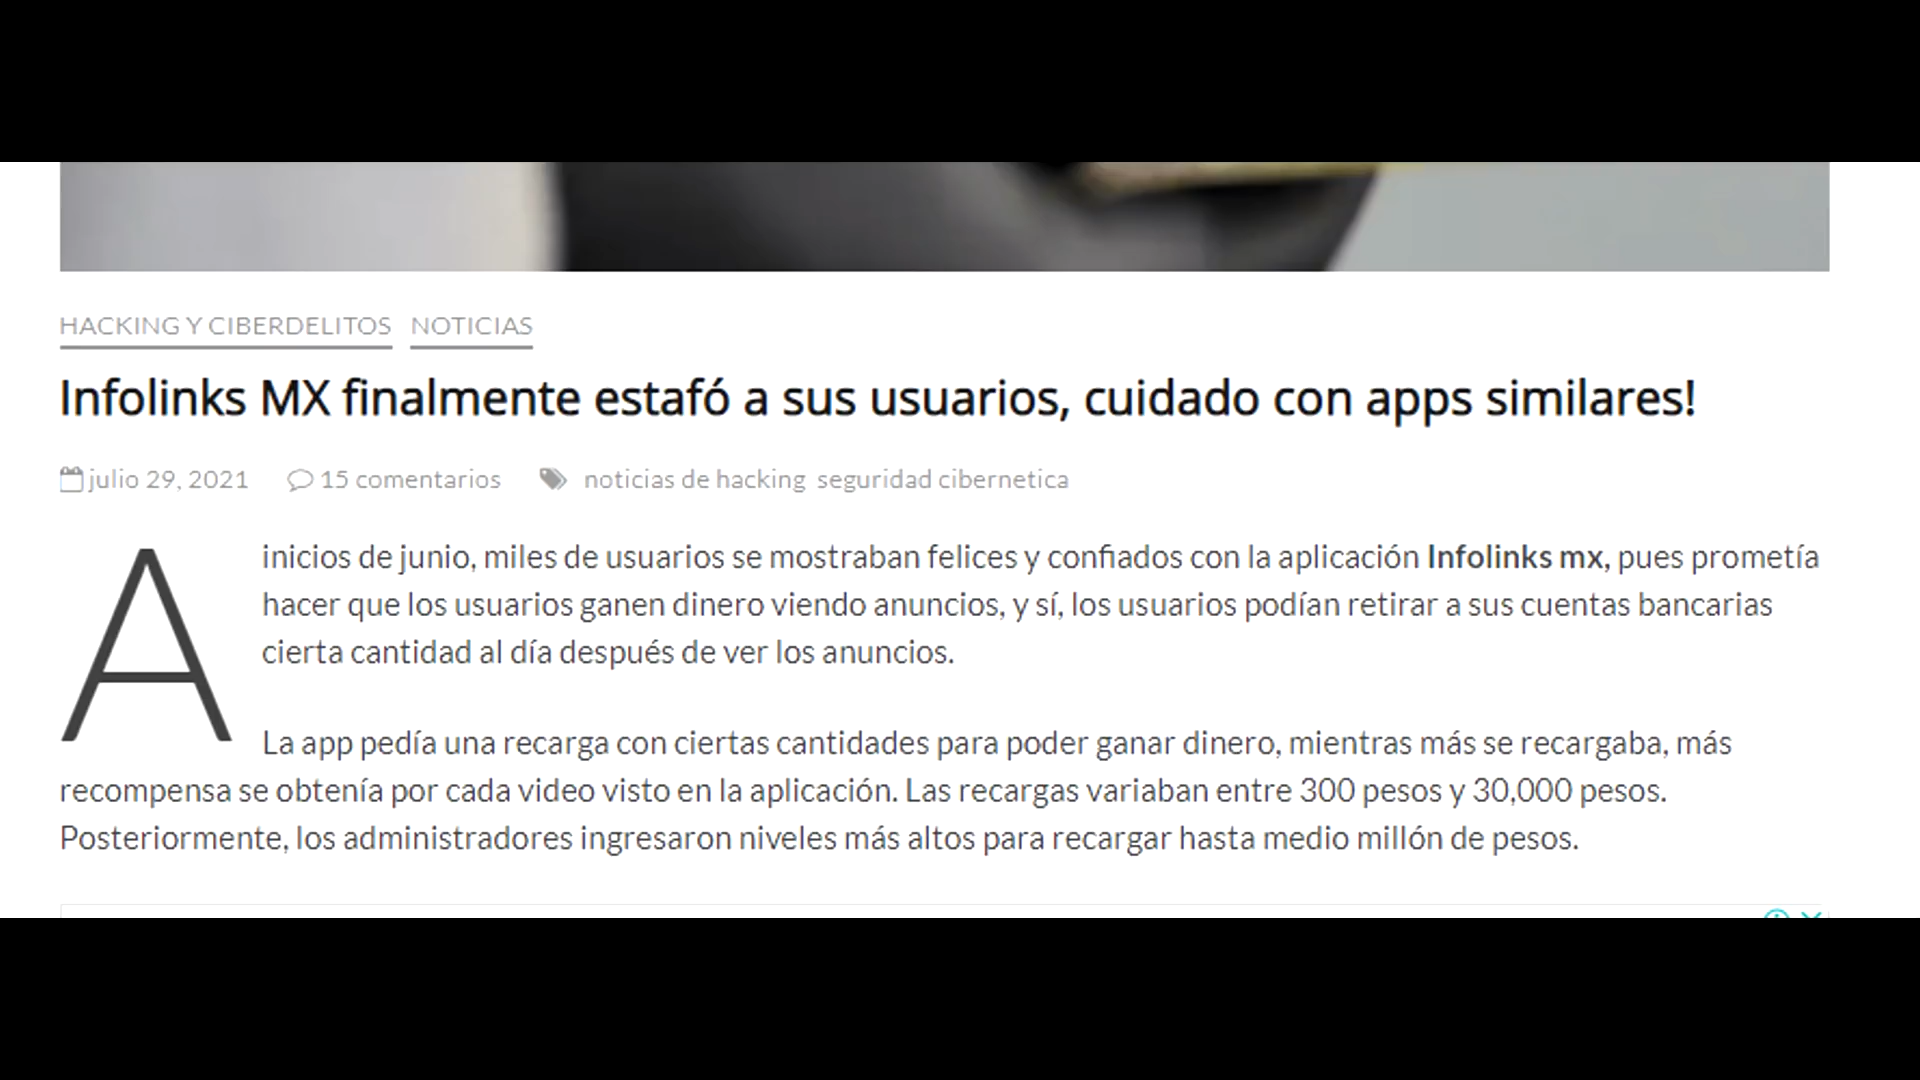 HACKING Y CIBERDELITOS NOTICIAS
Infolinks MX finalmente estafó a sus usuarios, cuidado con apps similares!
julio 29, 2021 15 comentarios noticias de hacking seguridad cibernetica
A inicios de junio, miles de usuarios se mostraban felices y confiados con la aplicación Infolinks mx, pues prometía
hacer que los usuarios ganen dinero viendo anuncios, y sí, los usuarios podían retirar a sus cuentas bancarias
cierta cantidad al día después de ver los anuncios.
La app pedía una recarga con ciertas cantidades para poder ganar dinero, mientras más se recargaba, más
recompensa se obtenía por cada video visto en la aplicación. Las recargas variaban entre 300 pesos y 30,000 pesos.
Posteriormente, los administradores ingresaron niveles más altos para recargar hasta medio millón de pesos.